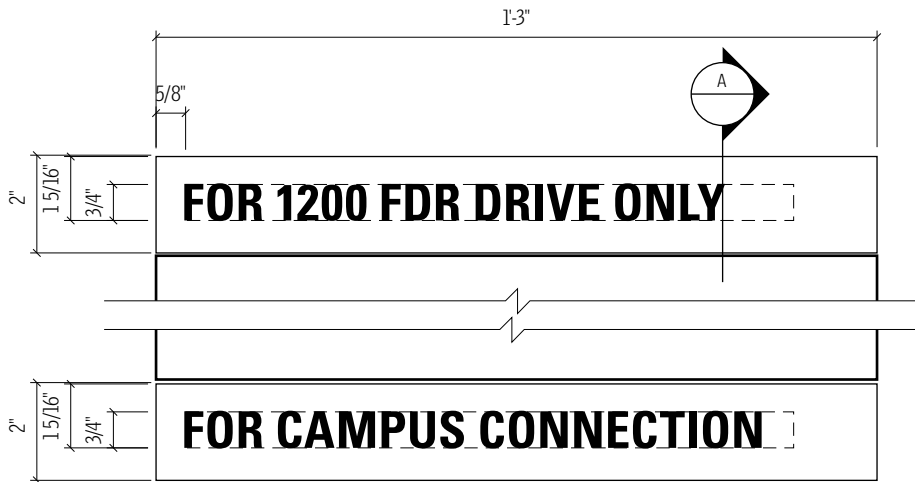 1'-3"
5/8"
A
2"
1 5/16"
3/4"
FOR 1200 FDR DRIVE ONLY
2"
1 5/16"
3/4"
FOR CAMPUS CONNECTION